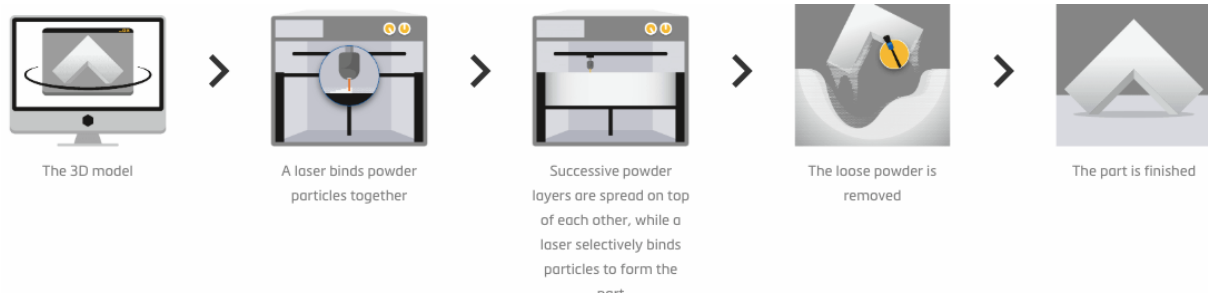 The 3D model
A laser binds powder
particles together
Successive powder
layers are spread on top
of each other, while a
laser selectively binds
particles to form the
part
The loose powder is
removed
The part is finished